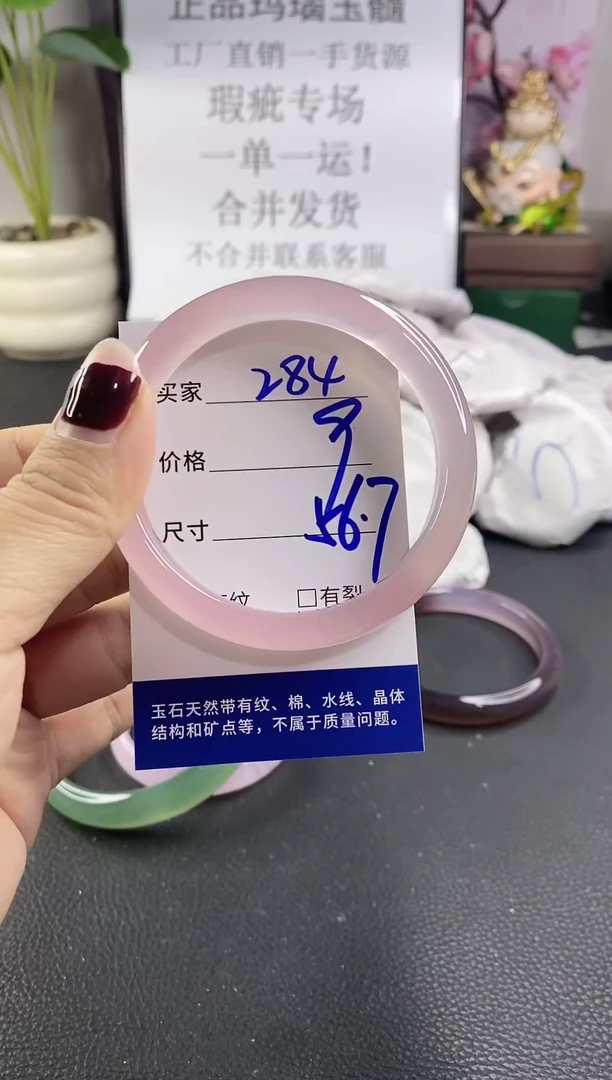 正品玛瑙玉髓
工厂直销一手货源
瑕疵专场
一单一运！
合并发货
不合并联系客服
买家 284
价格
尺寸 56.7
纹 □有裂
玉石天然带有纹、棉、水线、晶体
结构和矿点等，不属于质量问题。